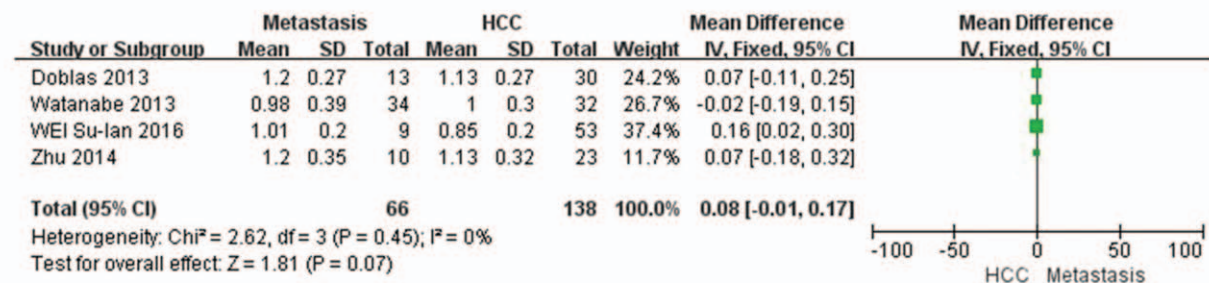 Metastasis HCC Mean Difference Mean Difference
Study or Subgroup Mean SD Total Mean SD Total Weight IV, Fixed, 95% CI IV, Fixed, 95% CI
Doblas 2013 1.2 0.27 13 1.13 0.27 30 24.2% 0.07 [-0.11, 0.25]
Watanabe 2013 0.98 0.39 34 1 0.3 32 26.7% -0.02 [-0.19, 0.15]
WEI Su-lan 2016 1.01 0.2 9 0.85 0.2 53 37.4% 0.16 [0.02, 0.30]
Zhu 2014 1.2 0.35 10 1.13 0.32 23 11.7% 0.07 [-0.18, 0.32]
Total (95% CI) 66 138 100.0% 0.08 [-0.01, 0.17]
Heterogeneity: Chi² = 2.62, df = 3 (P = 0.45); I² = 0%
Test for overall effect: Z = 1.81 (P = 0.07)
-100 -50 0 50 100
HCC Metastasis